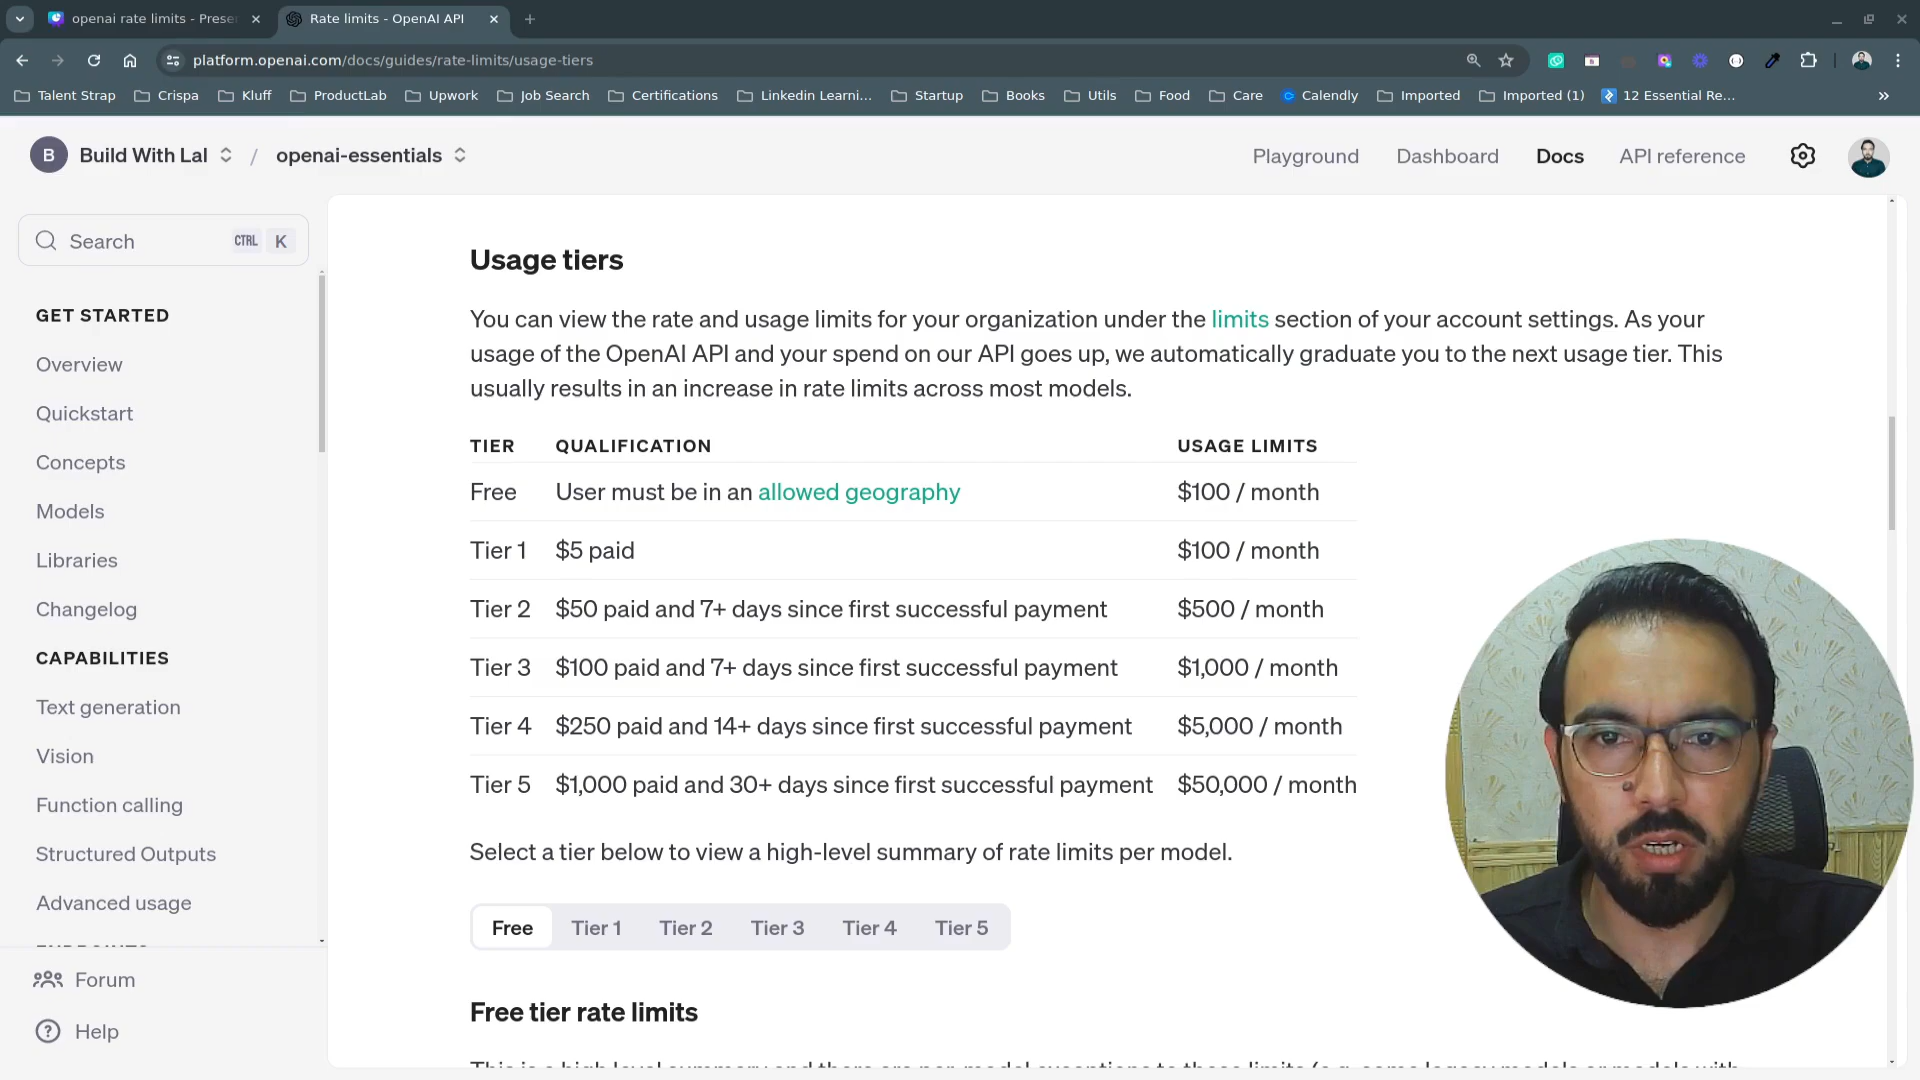 openai rate limits - Prese
Rate limits - OpenAI API
platform.openai.com/docs/guides/rate-limits/usage-tiers
Talent Strap
Crispa
Kluff
ProductLab
Upwork
Job Search
Certifications
Linkedin Learni...
Startup
Books
Utils
Food
Care
Calendly
Imported
Imported (1)
12 Essential Re...
B
Build With Lal
/
openai-essentials
Playground
Dashboard
Docs
API reference
Search
CTRL K
GET STARTED
Overview
Quickstart
Concepts
Models
Libraries
Changelog
CAPABILITIES
Text generation
Vision
Function calling
Structured Outputs
Advanced usage
Forum
Help
Usage tiers
You can view the rate and usage limits for your organization under the limits section of your account settings. As your
usage of the OpenAI API and your spend on our API goes up, we automatically graduate you to the next usage tier. This
usually results in an increase in rate limits across most models.
TIER QUALIFICATION USAGE LIMITS
Free User must be in an allowed geography $100 / month
Tier 1 $5 paid $100 / month
Tier 2 $50 paid and 7+ days since first successful payment $500 / month
Tier 3 $100 paid and 7+ days since first successful payment $1,000 / month
Tier 4 $250 paid and 14+ days since first successful payment $5,000 / month
Tier 5 $1,000 paid and 30+ days since first successful payment $50,000 / month
Select a tier below to view a high-level summary of rate limits per model.
Free Tier 1 Tier 2 Tier 3 Tier 4 Tier 5
Free tier rate limits